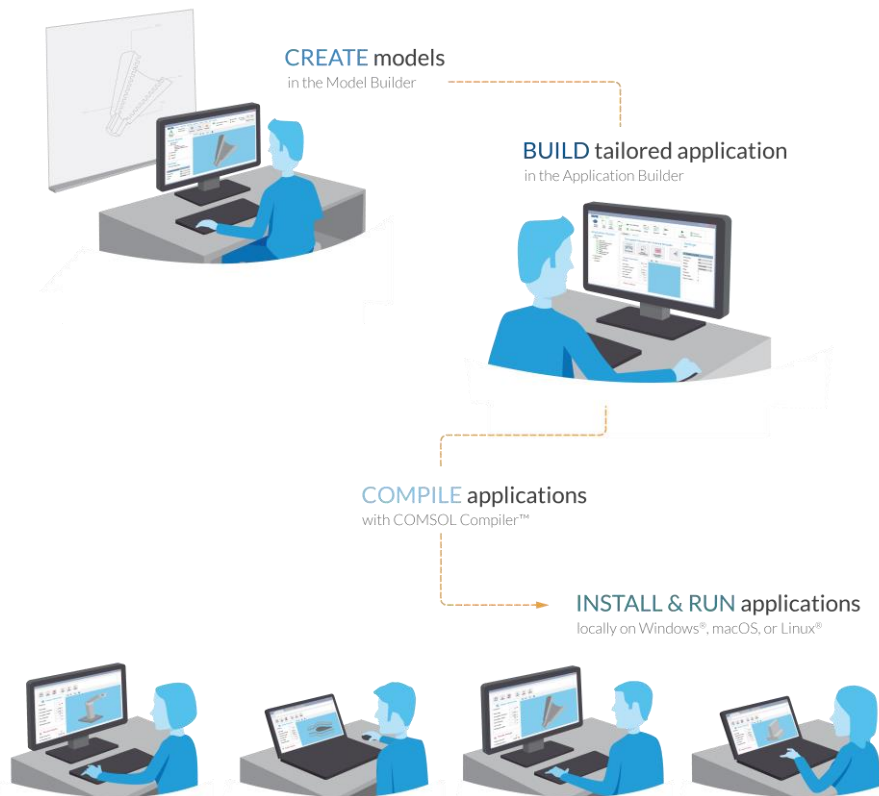 CREATE models
in the Model Builder
BUILD tailored application
in the Application Builder
COMPILE applications
with COMSOL Compiler™
INSTALL & RUN applications
locally on Windows®, macOS, or Linux®